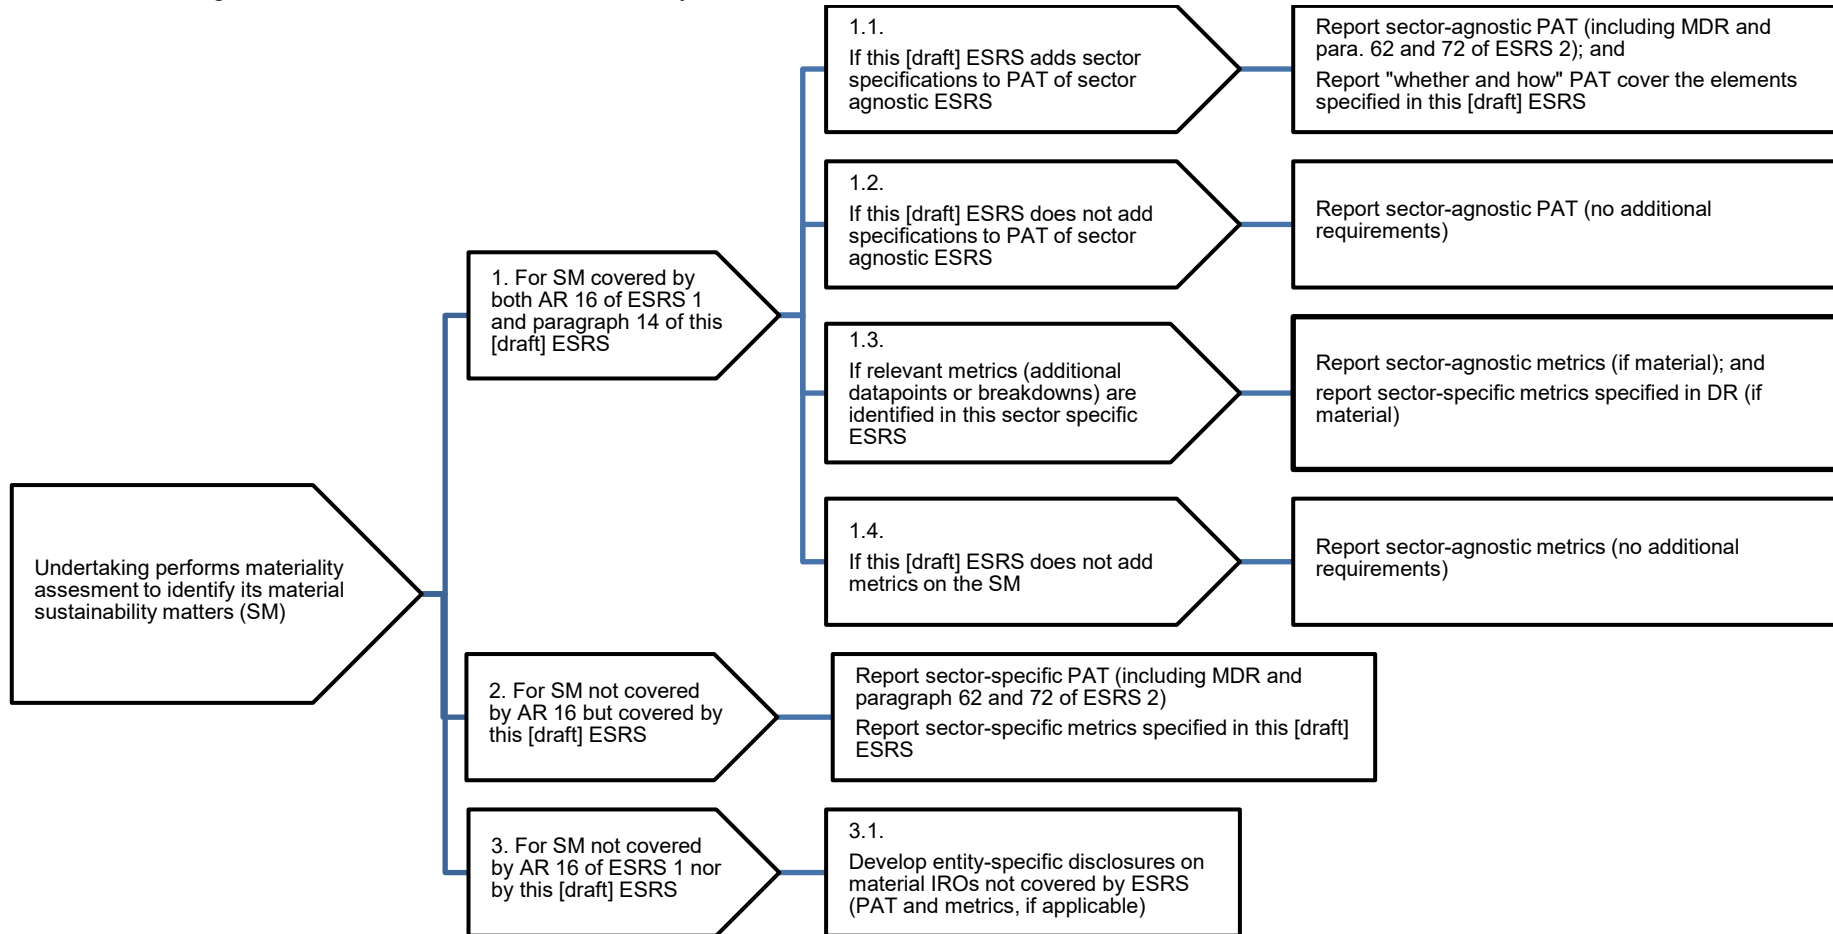 1.1.
If this [draft] ESRS adds sector
specifications to PAT of sector
agnostic ESRS
Report sector-agnostic PAT (including MDR and
para. 62 and 72 of ESRS 2); and
Report "whether and how" PAT cover the elements
specified in this [draft] ESRS
1.2.
If this [draft] ESRS does not add
specifications to PAT of sector
agnostic ESRS
Report sector-agnostic PAT (no additional
requirements)
1. For SM covered by
both AR 16 of ESRS 1
and paragraph 14 of this
[draft] ESRS
1.3.
If relevant metrics (additional
datapoints or breakdowns) are
identified in this sector specific
ESRS
Report sector-agnostic metrics (if material); and
report sector-specific metrics specified in DR (if
material)
1.4.
If this [draft] ESRS does not add
metrics on the SM
Report sector-agnostic metrics (no additional
requirements)
Undertaking performs materiality
assesment to identify its material
sustainability matters (SM)
2. For SM not covered
by AR 16 but covered by
this [draft] ESRS
Report sector-specific PAT (including MDR and
paragraph 62 and 72 of ESRS 2)
Report sector-specific metrics specified in this [draft]
ESRS
3. For SM not covered
by AR 16 of ESRS 1 nor
by this [draft] ESRS
3.1.
Develop entity-specific disclosures on
material IROs not covered by ESRS
(PAT and metrics, if applicable)